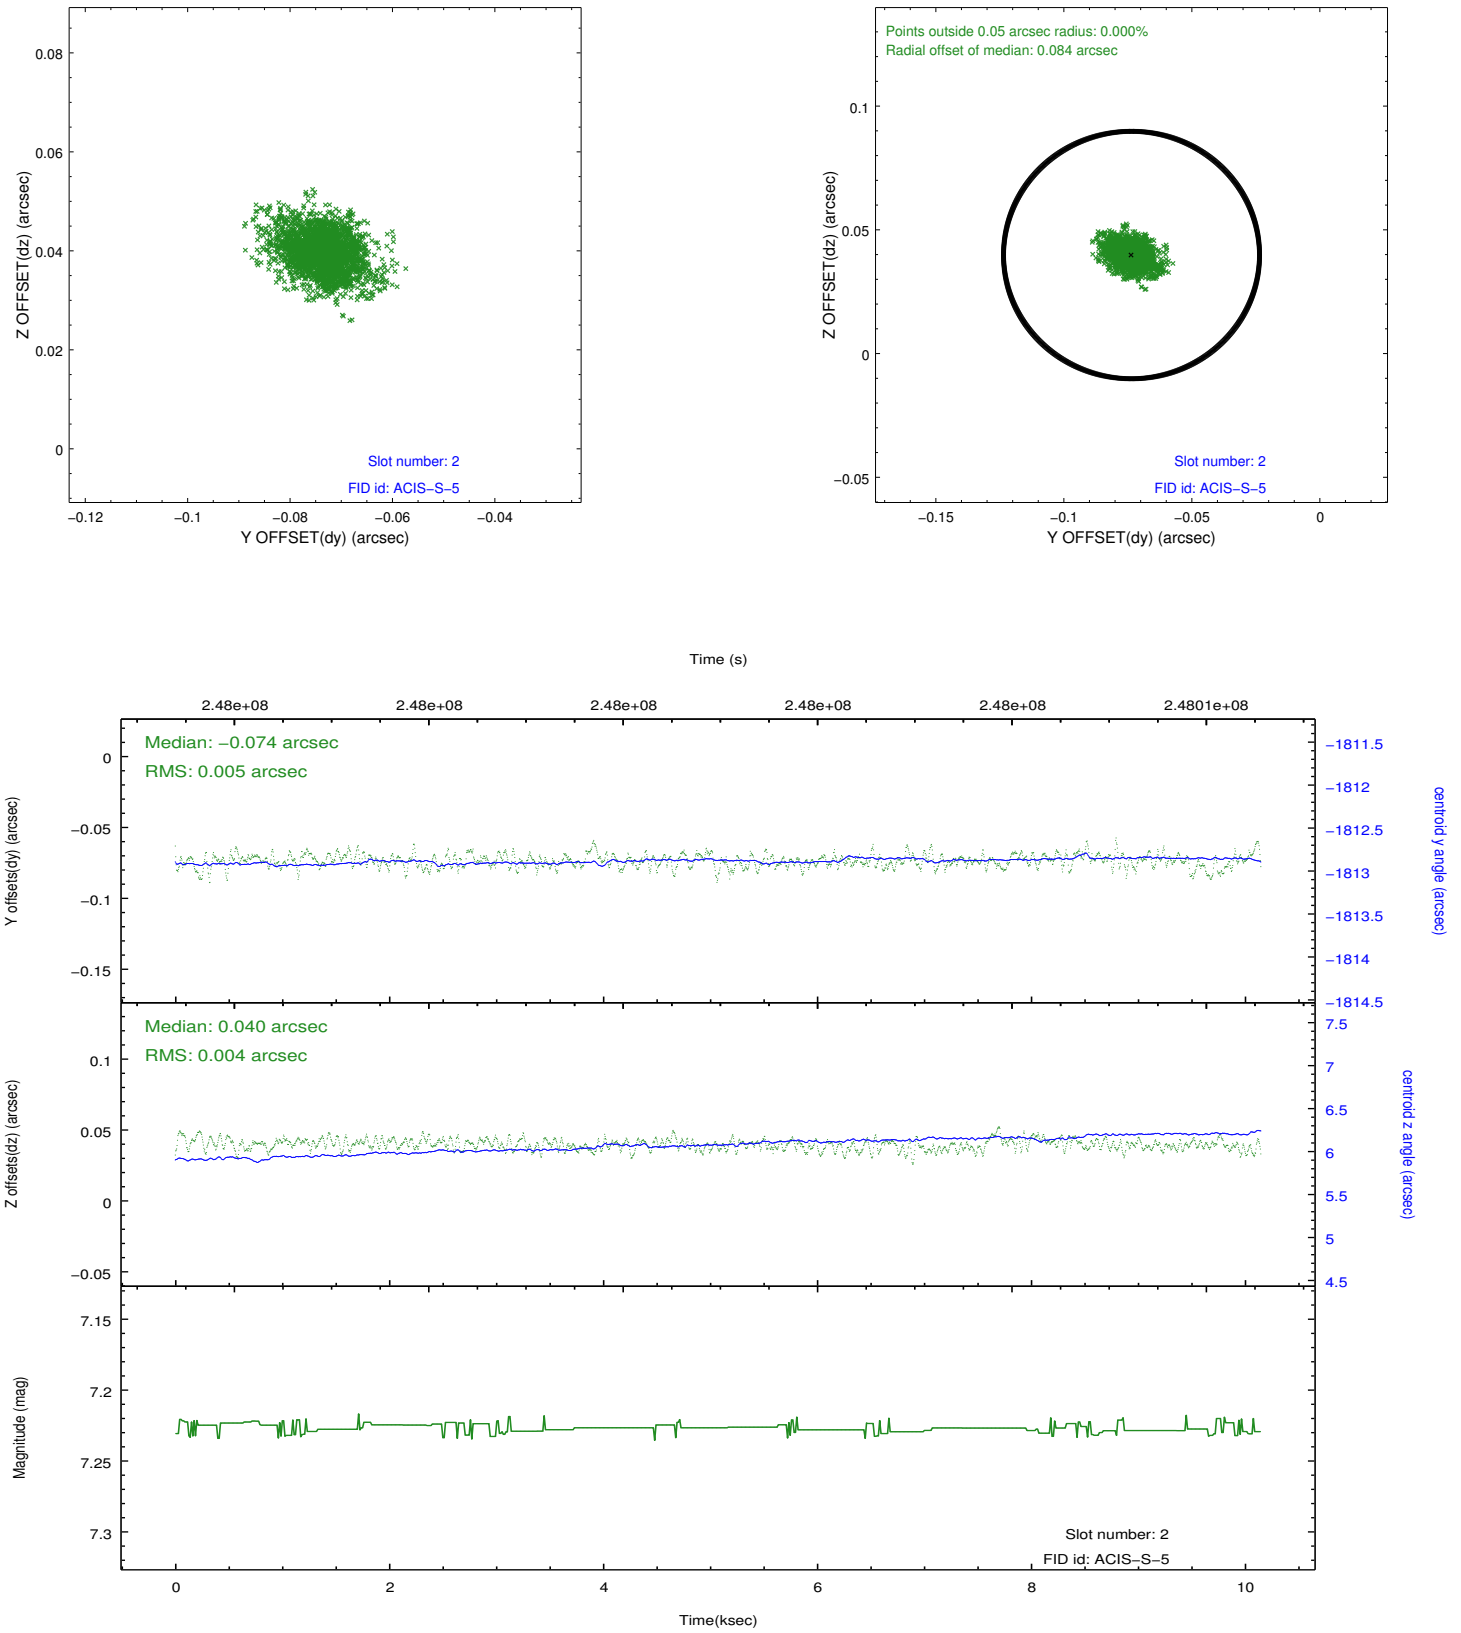 0.08
0.06
0.04
0.02
0
Z OFFSET(dz) (arcsec)
Slot number: 2
FID id: ACIS−S−5
−0.12
−0.1
−0.08
−0.06
−0.04
Y OFFSET(dy) (arcsec)
Points outside 0.05 arcsec radius: 0.000%
Radial offset of median: 0.084 arcsec
0.1
0.05
0
−0.05
Z OFFSET(dz) (arcsec)
Slot number: 2
FID id: ACIS−S−5
−0.15
−0.1
−0.05
0
Y OFFSET(dy) (arcsec)
Time (s)
2.48e+08
2.48e+08
2.48e+08
2.48e+08
2.48e+08
2.4801e+08
Median: −0.074 arcsec
RMS: 0.005 arcsec
0
−0.05
−0.1
−0.15
Y offsets(dy) (arcsec)
−1811.5
−1812
−1812.5
−1813
−1813.5
−1814
−1814.5
centroid y angle (arcsec)
Median: 0.040 arcsec
RMS: 0.004 arcsec
0.1
0.05
0
−0.05
Z offsets(dz) (arcsec)
7.5
7
6.5
6
5.5
5
4.5
centroid z angle (arcsec)
7.15
7.2
7.25
7.3
Magnitude (mag)
Slot number: 2
FID id: ACIS−S−5
0
2
4
6
8
10
Time(ksec)